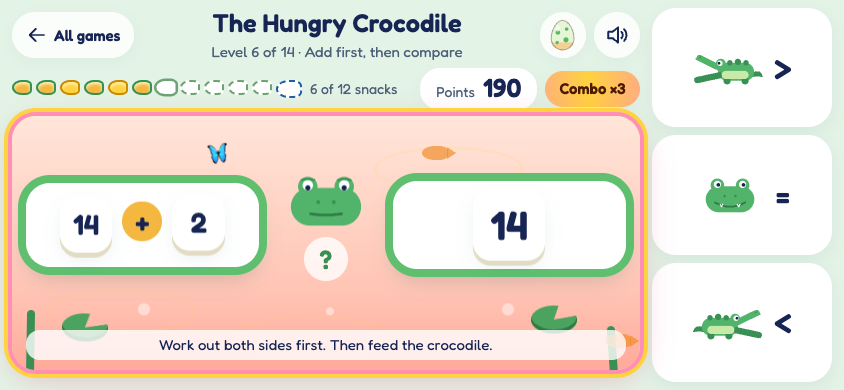 All games
The Hungry Crocodile
Level 6 of 14 · Add first, then compare
6 of 12 snacks
Points 190
Combo ×3
14 + 2
?
14
Work out both sides first. Then feed the crocodile.
>
=
<